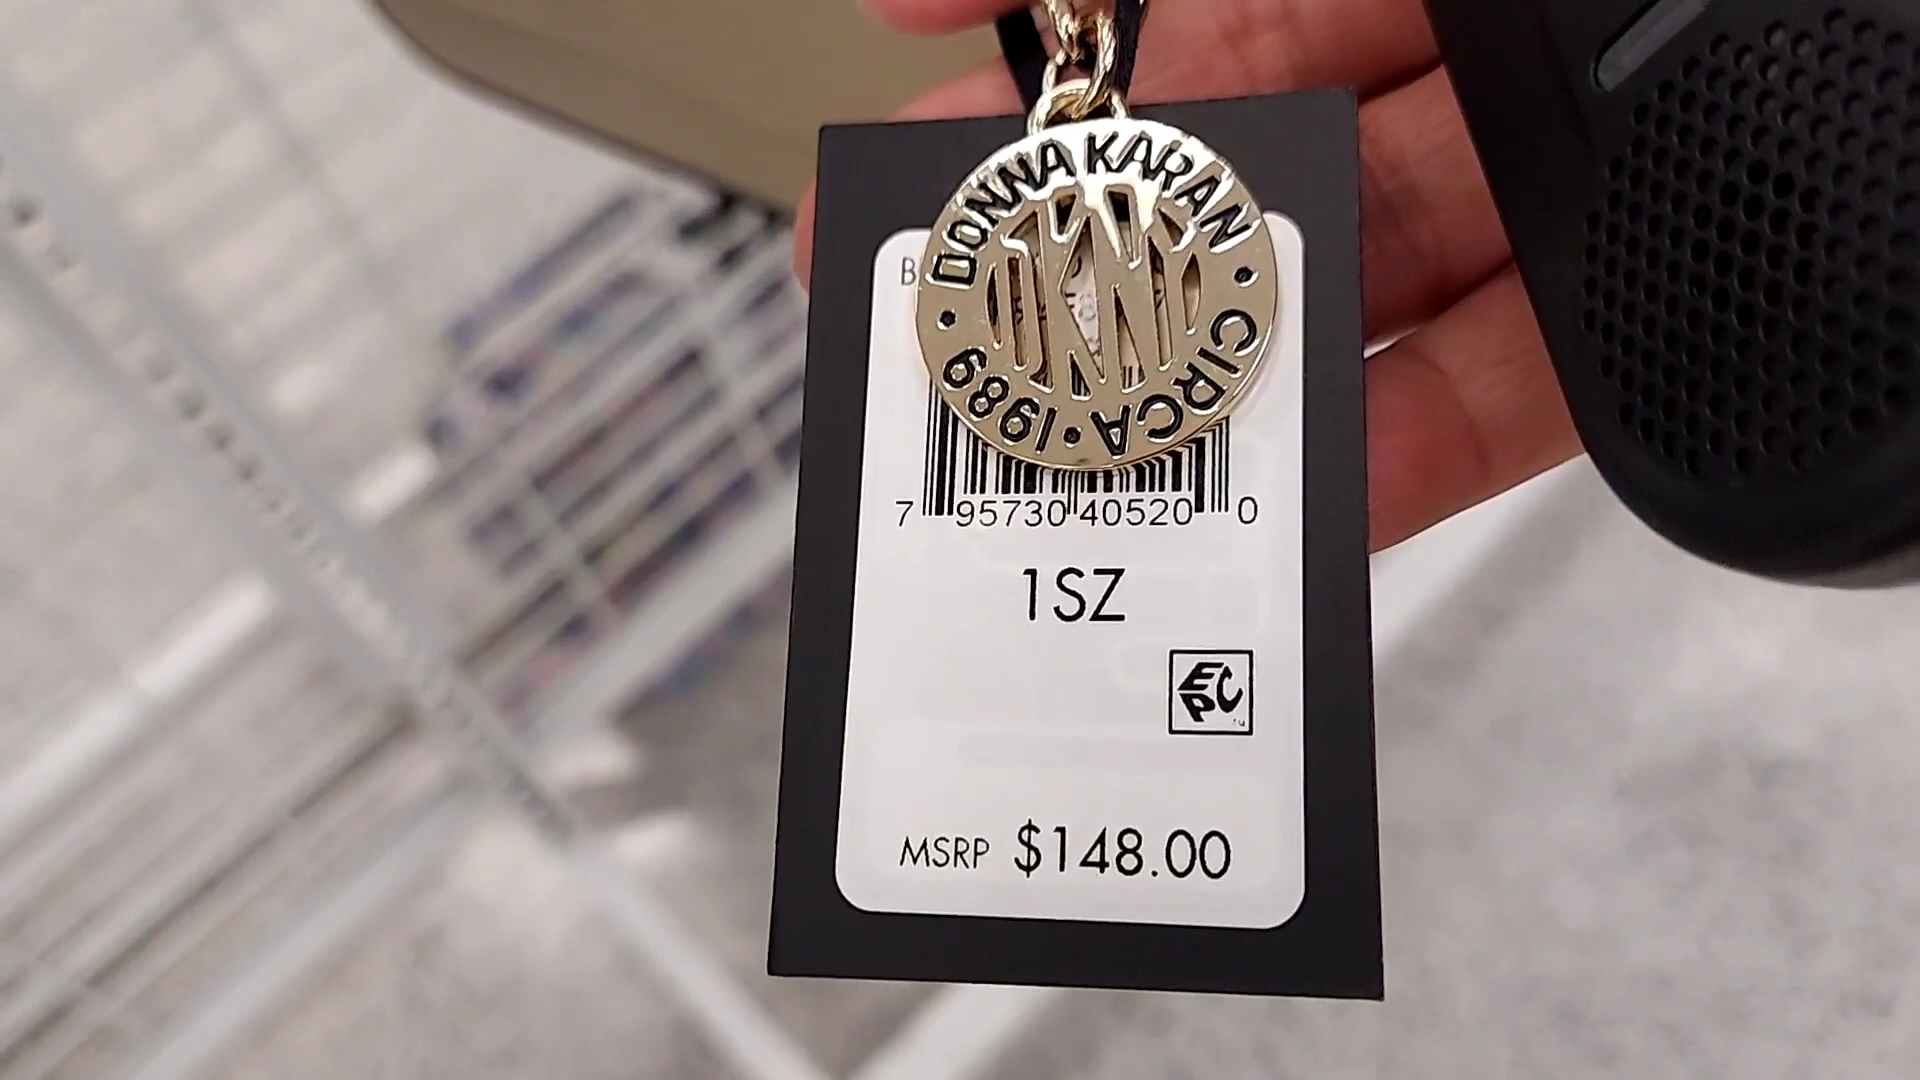 DONNA KARAN • CIRCA • 1989 •
DKNY
7 95730 40520 0
1SZ
EPC
MSRP $148.00